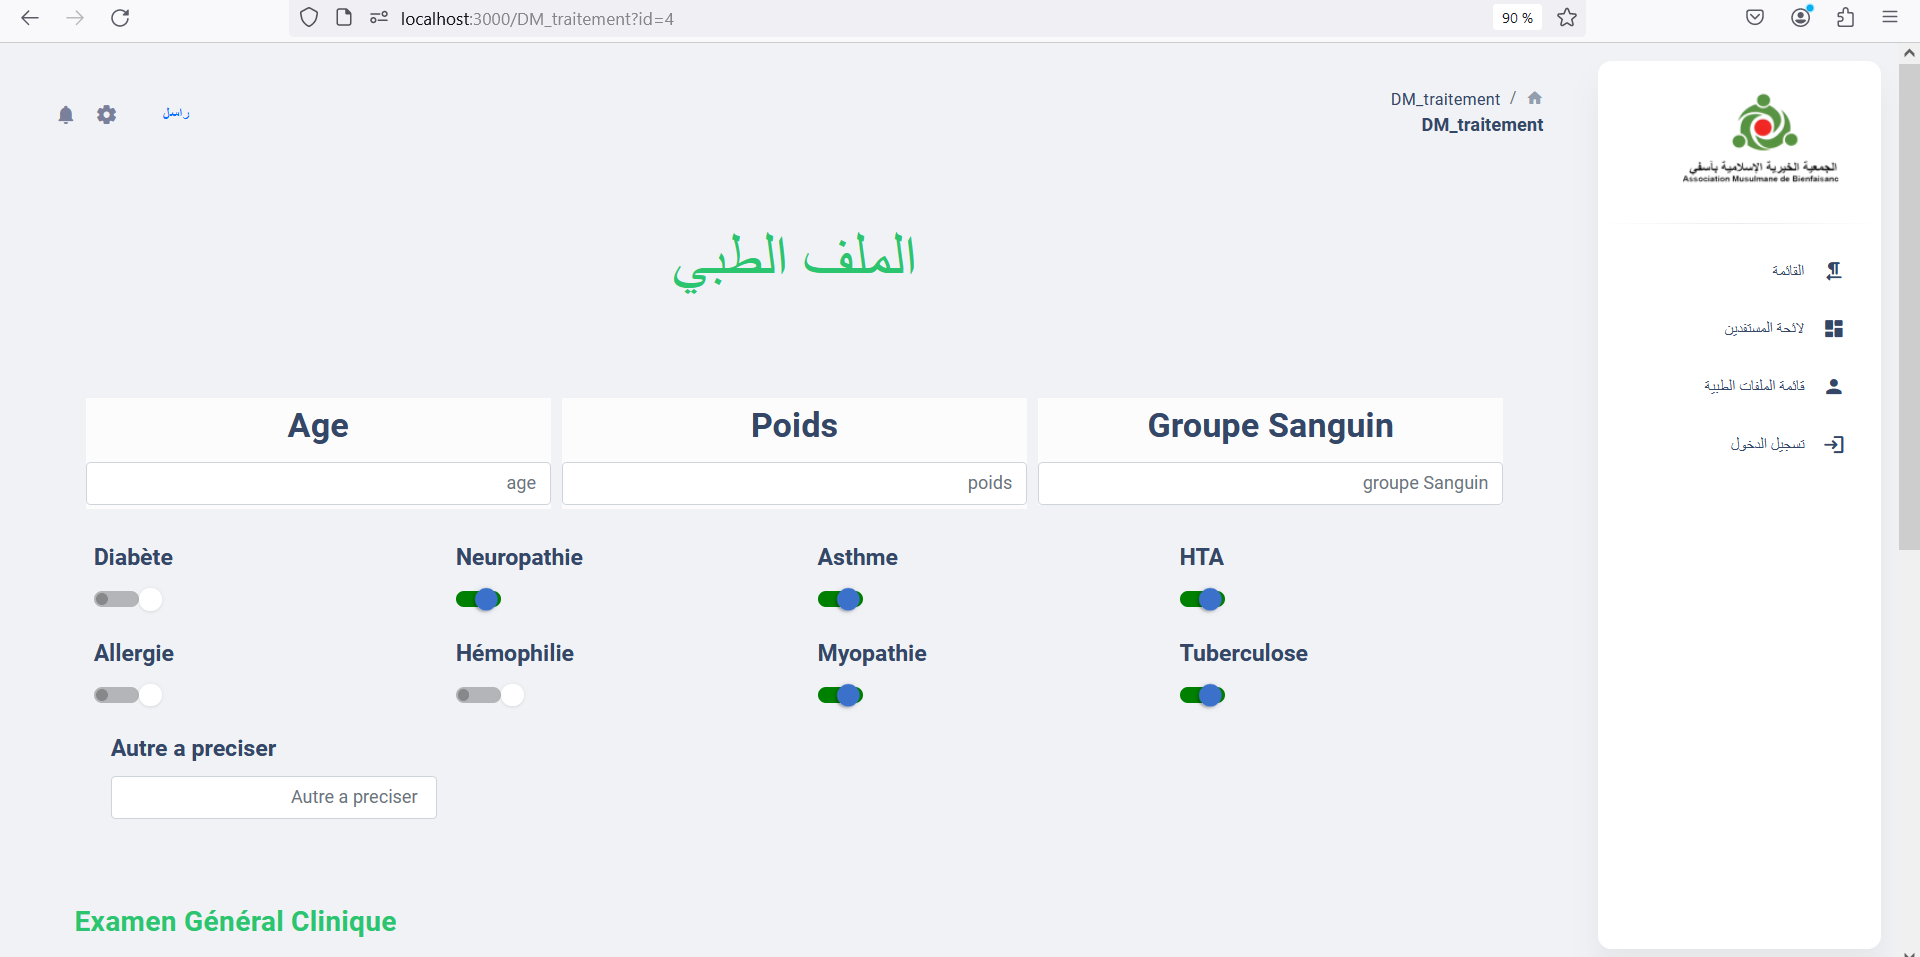 localhost:3000/DM_traitement?id=4
90 %
راسل
DM_traitement /
DM_traitement
الجمعية الخيرية الإسلامية بآسفي
Association Musulmane de Bienfaisanc
القائمة
لائحة المستفدين
قائمة الملفات الطبية
تسجيل الدخول
الملف الطبي
Age
Poids
Groupe Sanguin
age
poids
groupe Sanguin
Diabète
Neuropathie
Asthme
HTA
Allergie
Hémophilie
Myopathie
Tuberculose
Autre a preciser
Autre a preciser
Examen Général Clinique